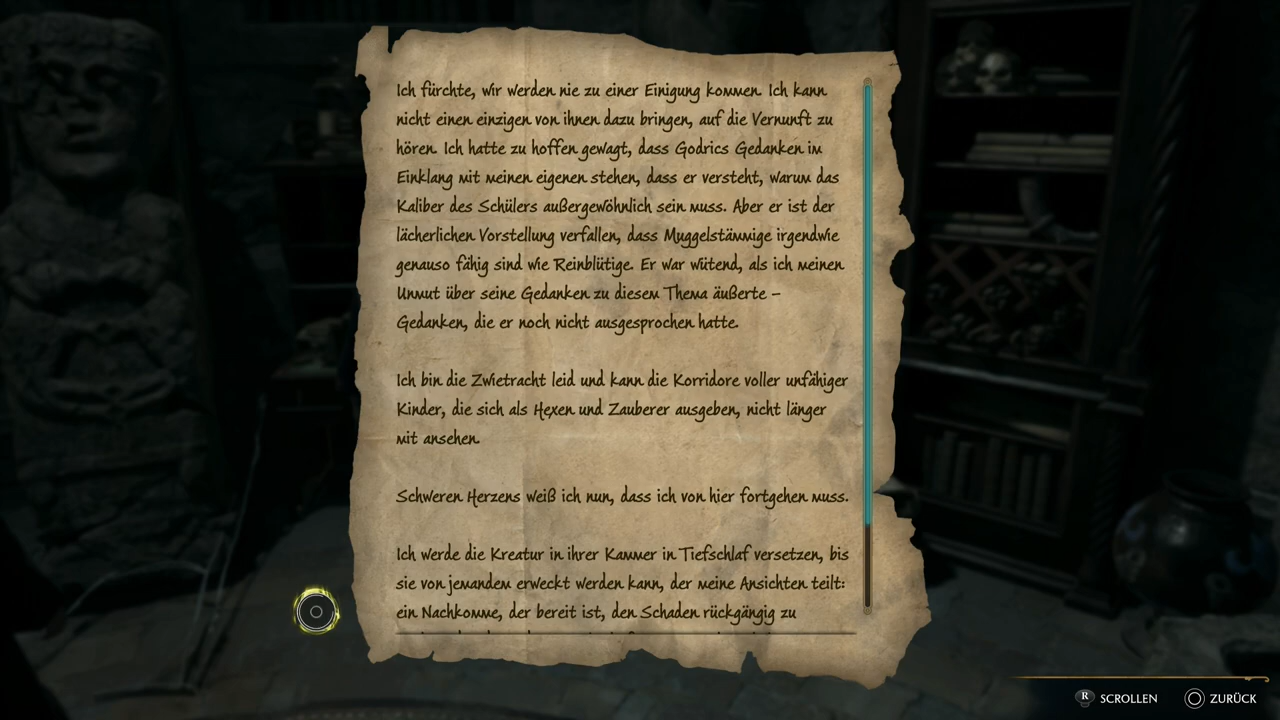 Ich fürchte, wir werden nie zu einer Einigung kommen. Ich kann
nicht einen einzigen von ihnen dazu bringen, auf die Vernunft zu
hören. Ich hatte zu hoffen gewagt, dass Godrics Gedanken im
Einklang mit meinen eigenen stehen, dass er versteht, warum das
Kaliber des Schülers außergewöhnlich sein muss. Aber er ist der
lächerlichen Vorstellung verfallen, dass Muggelstämmige irgendwie
genauso fähig sind wie Reinblütige. Er war wütend, als ich meinen
Unmut über seine Gedanken zu diesem Thema äußerte –
Gedanken, die er noch nicht ausgesprochen hatte.
Ich bin die Zwietracht leid und kann die Korridore voller unfähiger
Kinder, die sich als Hexen und Zauberer ausgeben, nicht länger
mit ansehen.
Schweren Herzens weiß ich nun, dass ich von hier fortgehen muss.
Ich werde die Kreatur in ihrer Kammer in Tiefschlaf versetzen, bis
sie von jemandem erweckt werden kann, der meine Ansichten teilt:
ein Nachkomme, der bereit ist, den Schaden rückgängig zu
R SCROLLEN
ZURÜCK